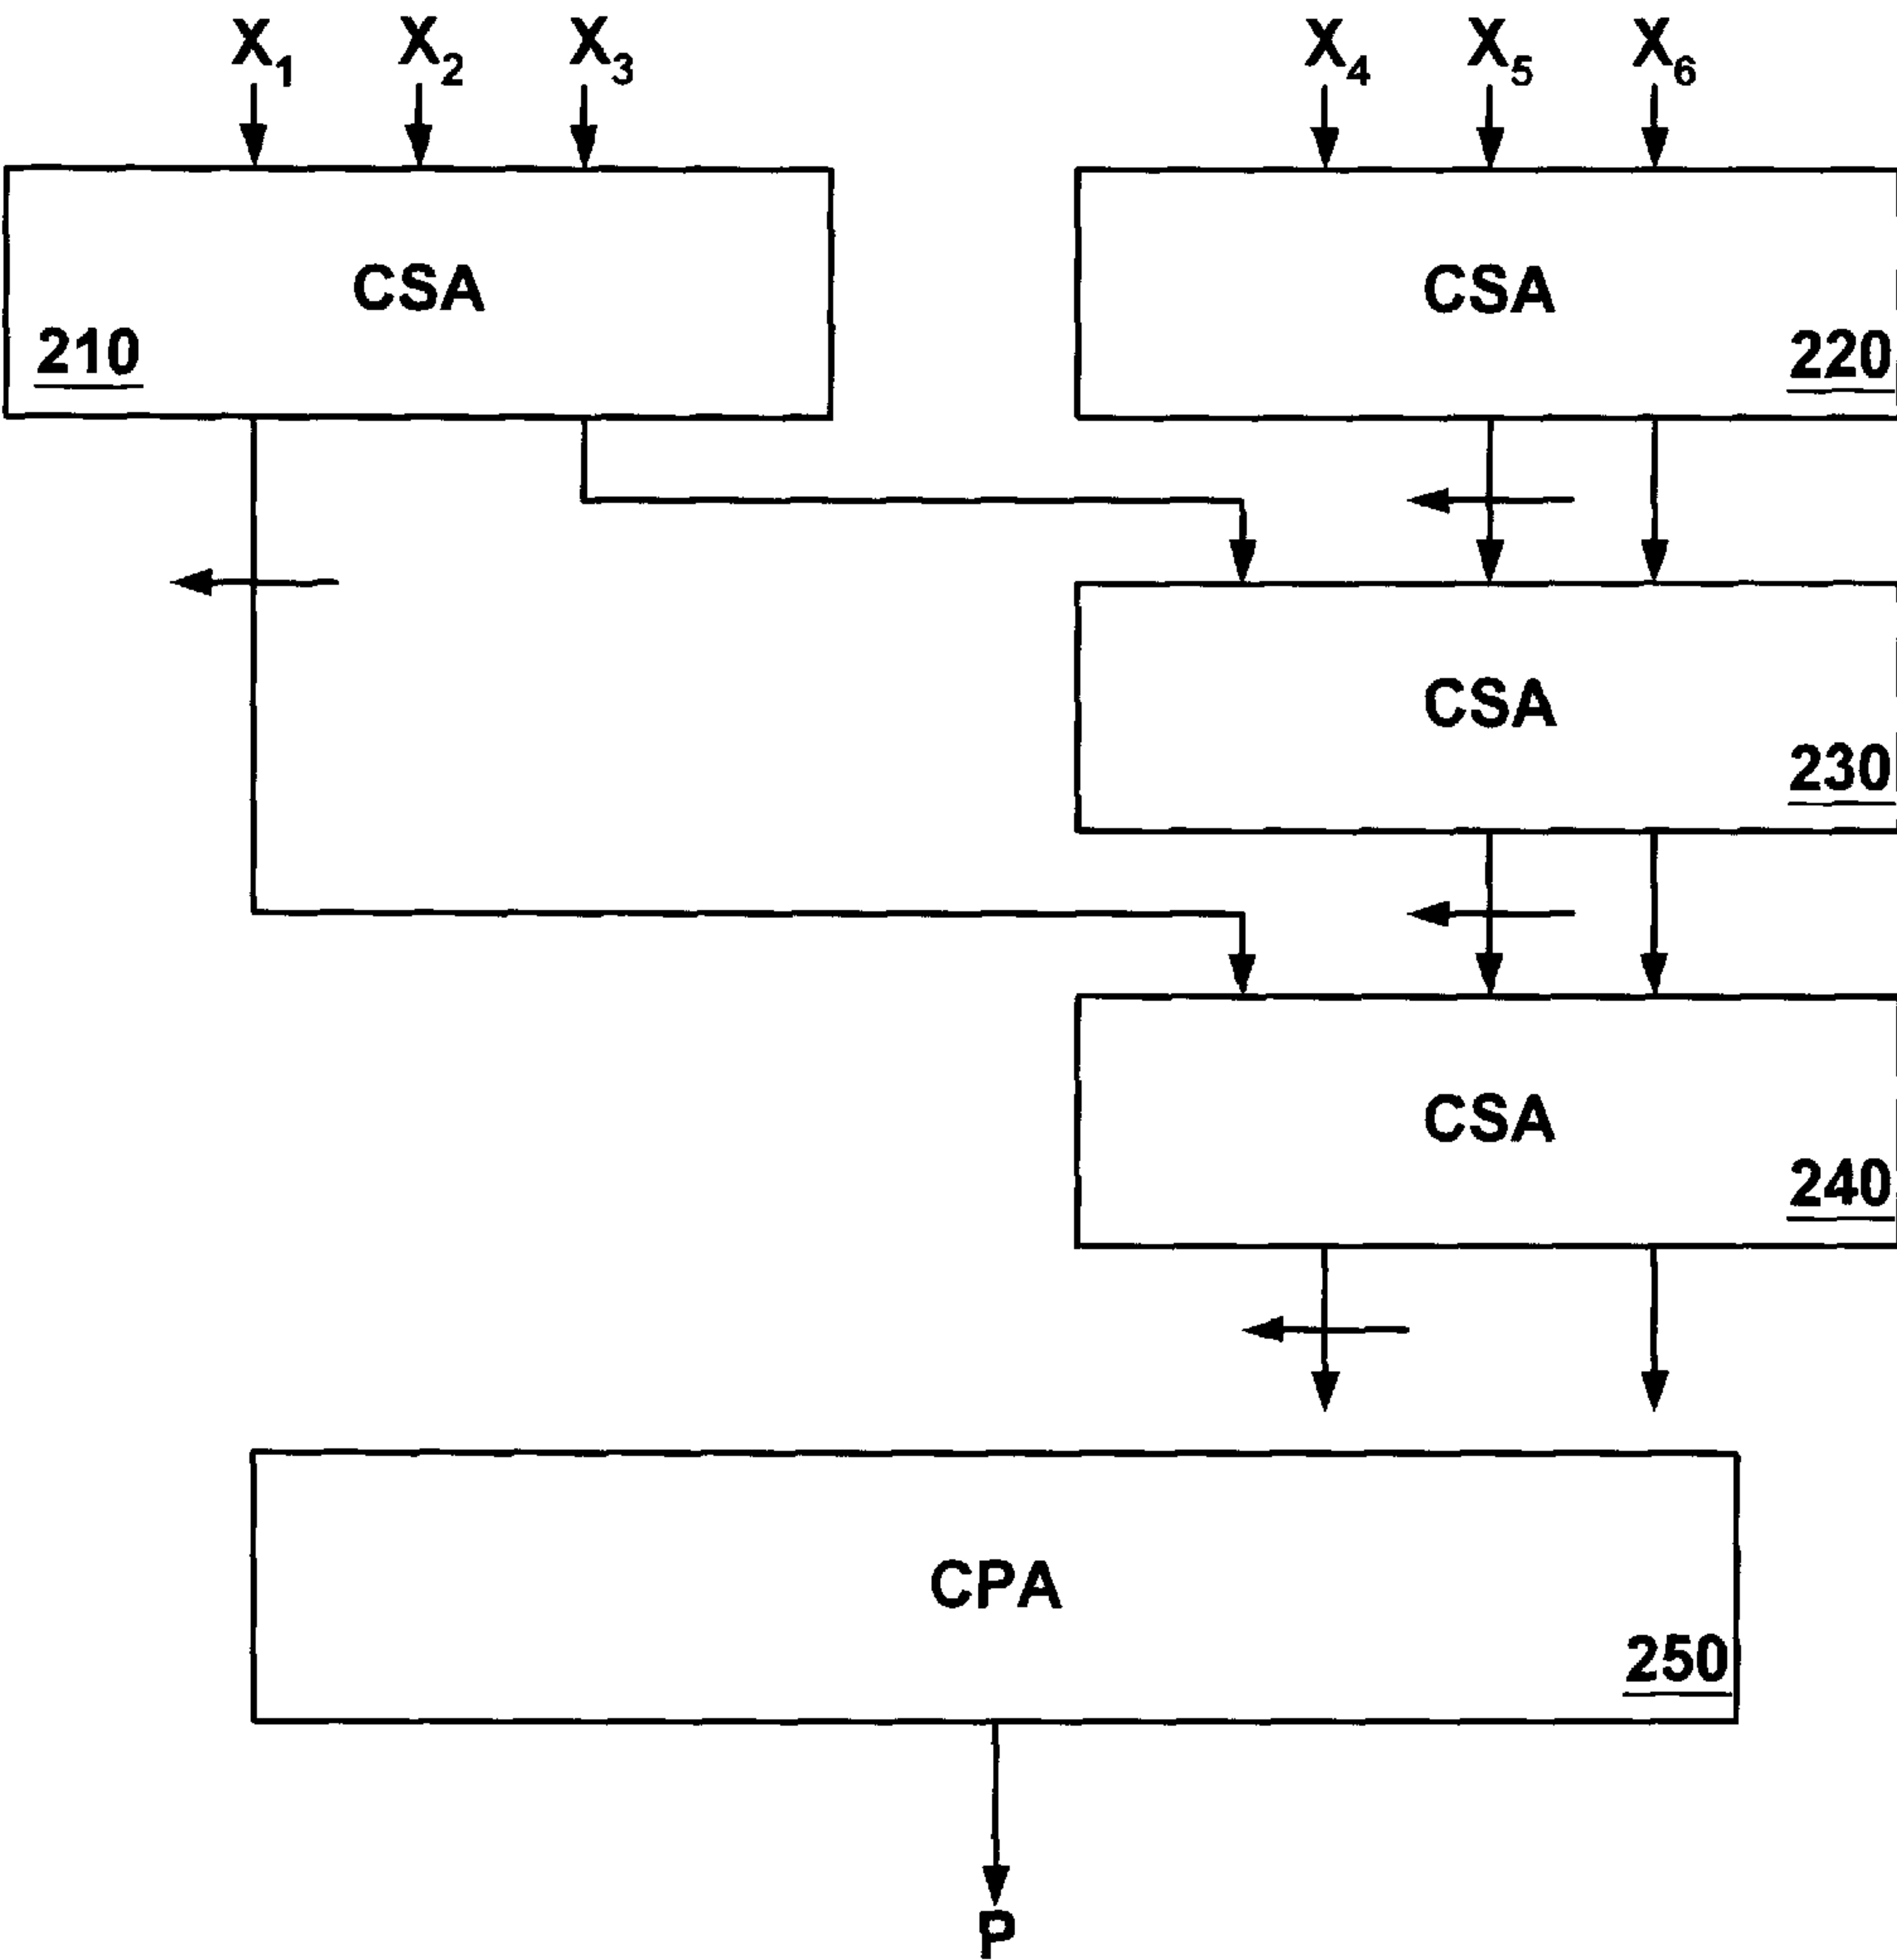 X₁ X₂ X₃ X₄ X₅ X₆
CSA CSA
210 220
CSA
230
CSA
240
CPA
250
P